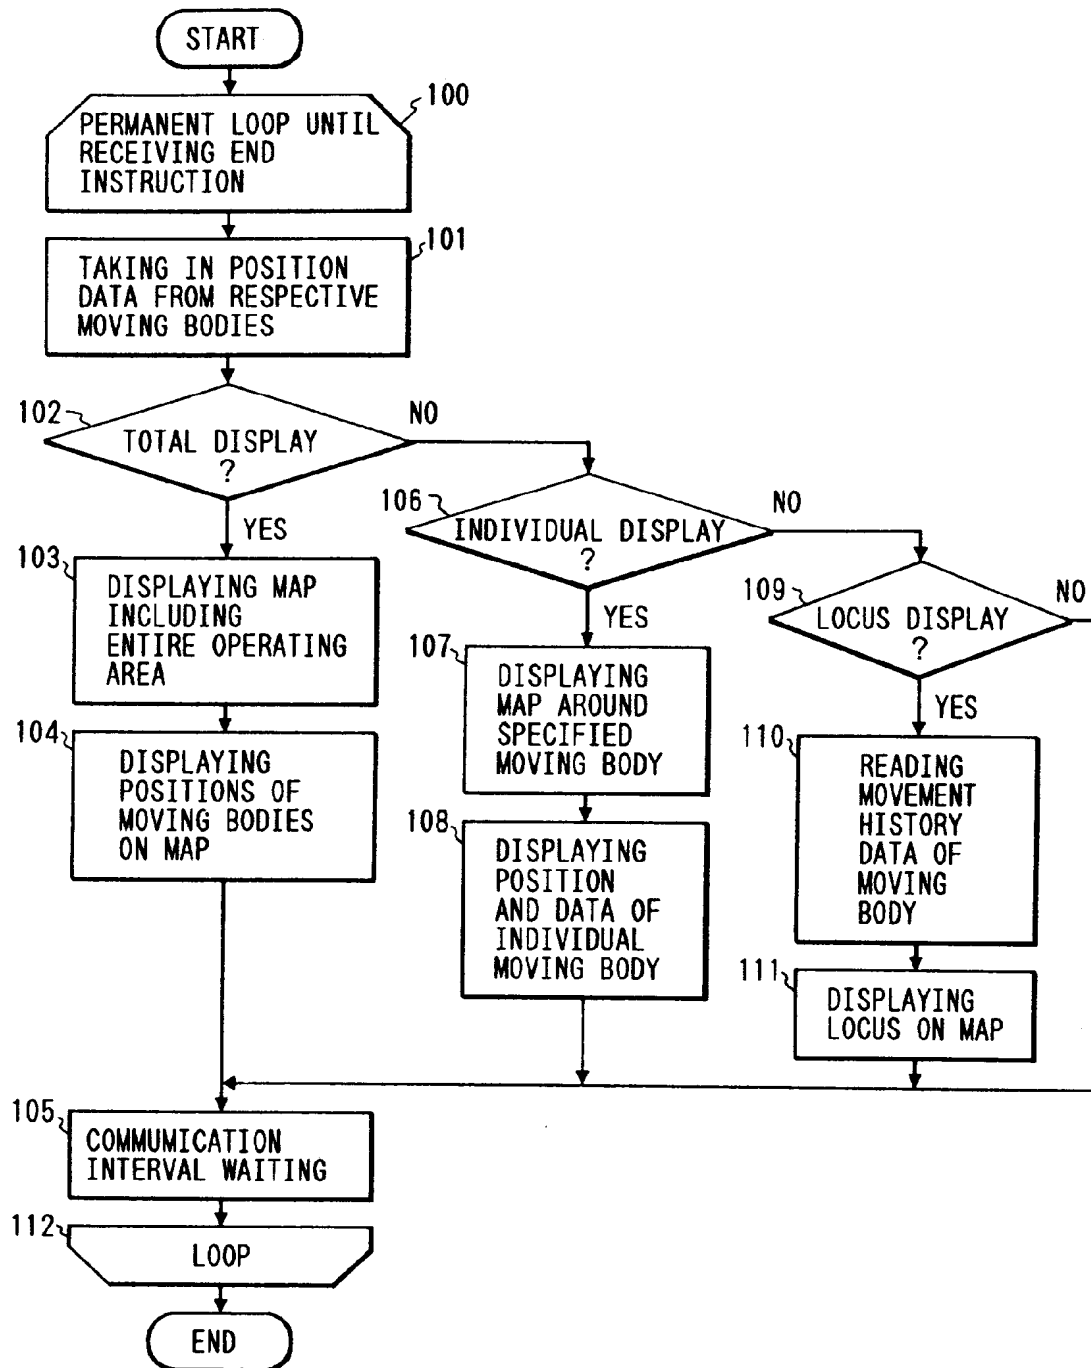 START
100
PERMANENT LOOP UNTIL
RECEIVING END
INSTRUCTION
101
TAKING IN POSITION
DATA FROM RESPECTIVE
MOVING BODIES
102
TOTAL DISPLAY
?
NO
YES
103
DISPLAYING MAP
INCLUDING
ENTIRE OPERATING
AREA
104
DISPLAYING
POSITIONS OF
MOVING BODIES
ON MAP
106
INDIVIDUAL DISPLAY
?
NO
YES
107
DISPLAYING
MAP AROUND
SPECIFIED
MOVING BODY
108
DISPLAYING
POSITION
AND DATA OF
INDIVIDUAL
MOVING BODY
109
LOCUS DISPLAY
?
NO
YES
110
READING
MOVEMENT
HISTORY
DATA OF
MOVING
BODY
111
DISPLAYING
LOCUS ON MAP
105
COMMUMICATION
INTERVAL WAITING
112
LOOP
END